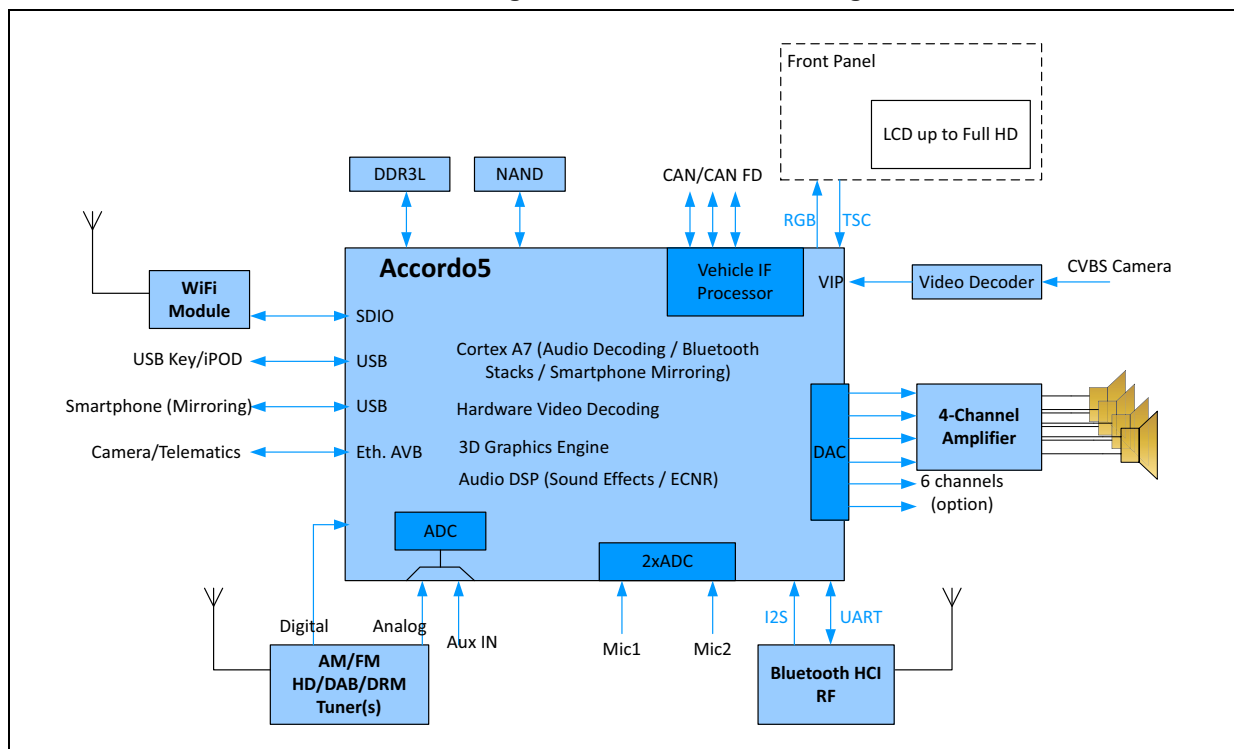 Front Panel
LCD up to Full HD
DDR3L
NAND
CAN/CAN FD
RGB
TSC
Accordo5
Vehicle IF
Processor
VIP
Video Decoder
CVBS Camera
WiFi
Module
SDIO
USB Key/iPOD
USB
Cortex A7 (Audio Decoding / Bluetooth
Stacks / Smartphone Mirroring)
Smartphone (Mirroring)
USB
Hardware Video Decoding
4-Channel
Amplifier
Camera/Telematics
Eth. AVB
3D Graphics Engine
DAC
Audio DSP (Sound Effects / ECNR)
6 channels
(option)
ADC
2xADC
Digital
Analog
Aux IN
Mic1
Mic2
I2S
UART
AM/FM
HD/DAB/DRM
Tuner(s)
Bluetooth HCI
RF